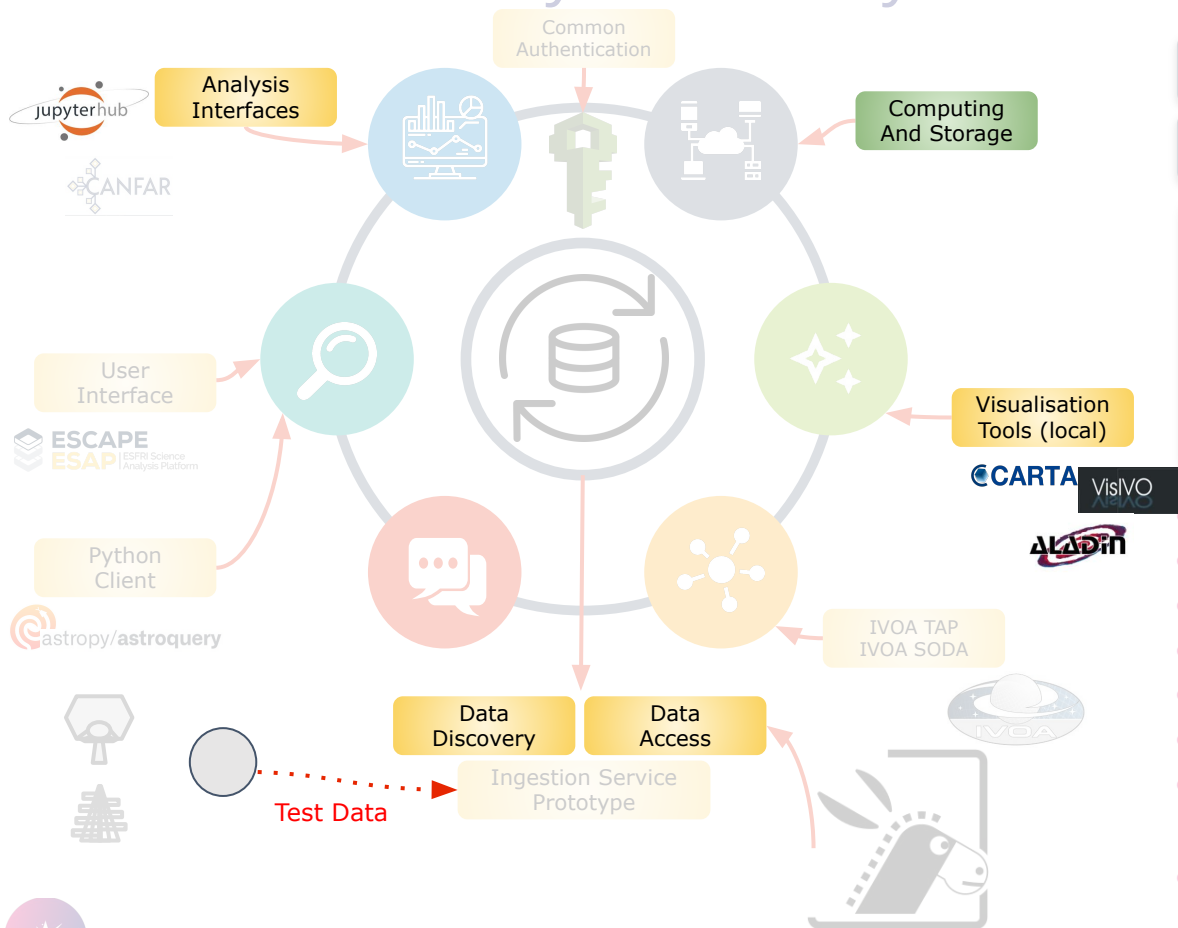 Common
Authentication
jupyterhub
Analysis
Interfaces
Computing
And Storage
CANFAR
User
Interface
ESCAPE
ESAP
ESFRI Science
Analysis Platform
Visualisation
Tools (local)
CARTA
VisIVO
ALADIN
Python
Client
astropy/astroquery
IVOA TAP
IVOA SODA
IVOA
Data
Discovery
Data
Access
Ingestion Service
Prototype
Test Data